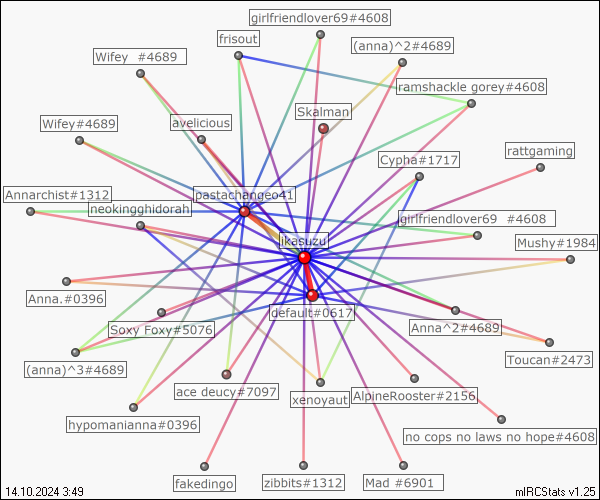 girlfriendlover69#4608
frisout
(anna)^2#4689
Wifey  #4689
ramshackle gorey#4608
Skalman
avelicious
Wifey#4689
rattgaming
Cypha#1717
Annarchist#1312
pastachangeo41
neokingghidorah
girlfriendlover69  #4608
ikasuzu
Mushy#1984
Anna.#0396
default#0617
Soxy Foxy#5076
Anna^2#4689
Toucan#2473
(anna)^3#4689
ace deucy#7097
xenoyaut
AlpineRooster#2156
hypomanianna#0396
no cops no laws no hope#4608
fakedingo
zibbits#1312
Mad #6901
14.10.2024 3:49
mIRCStats v1.25